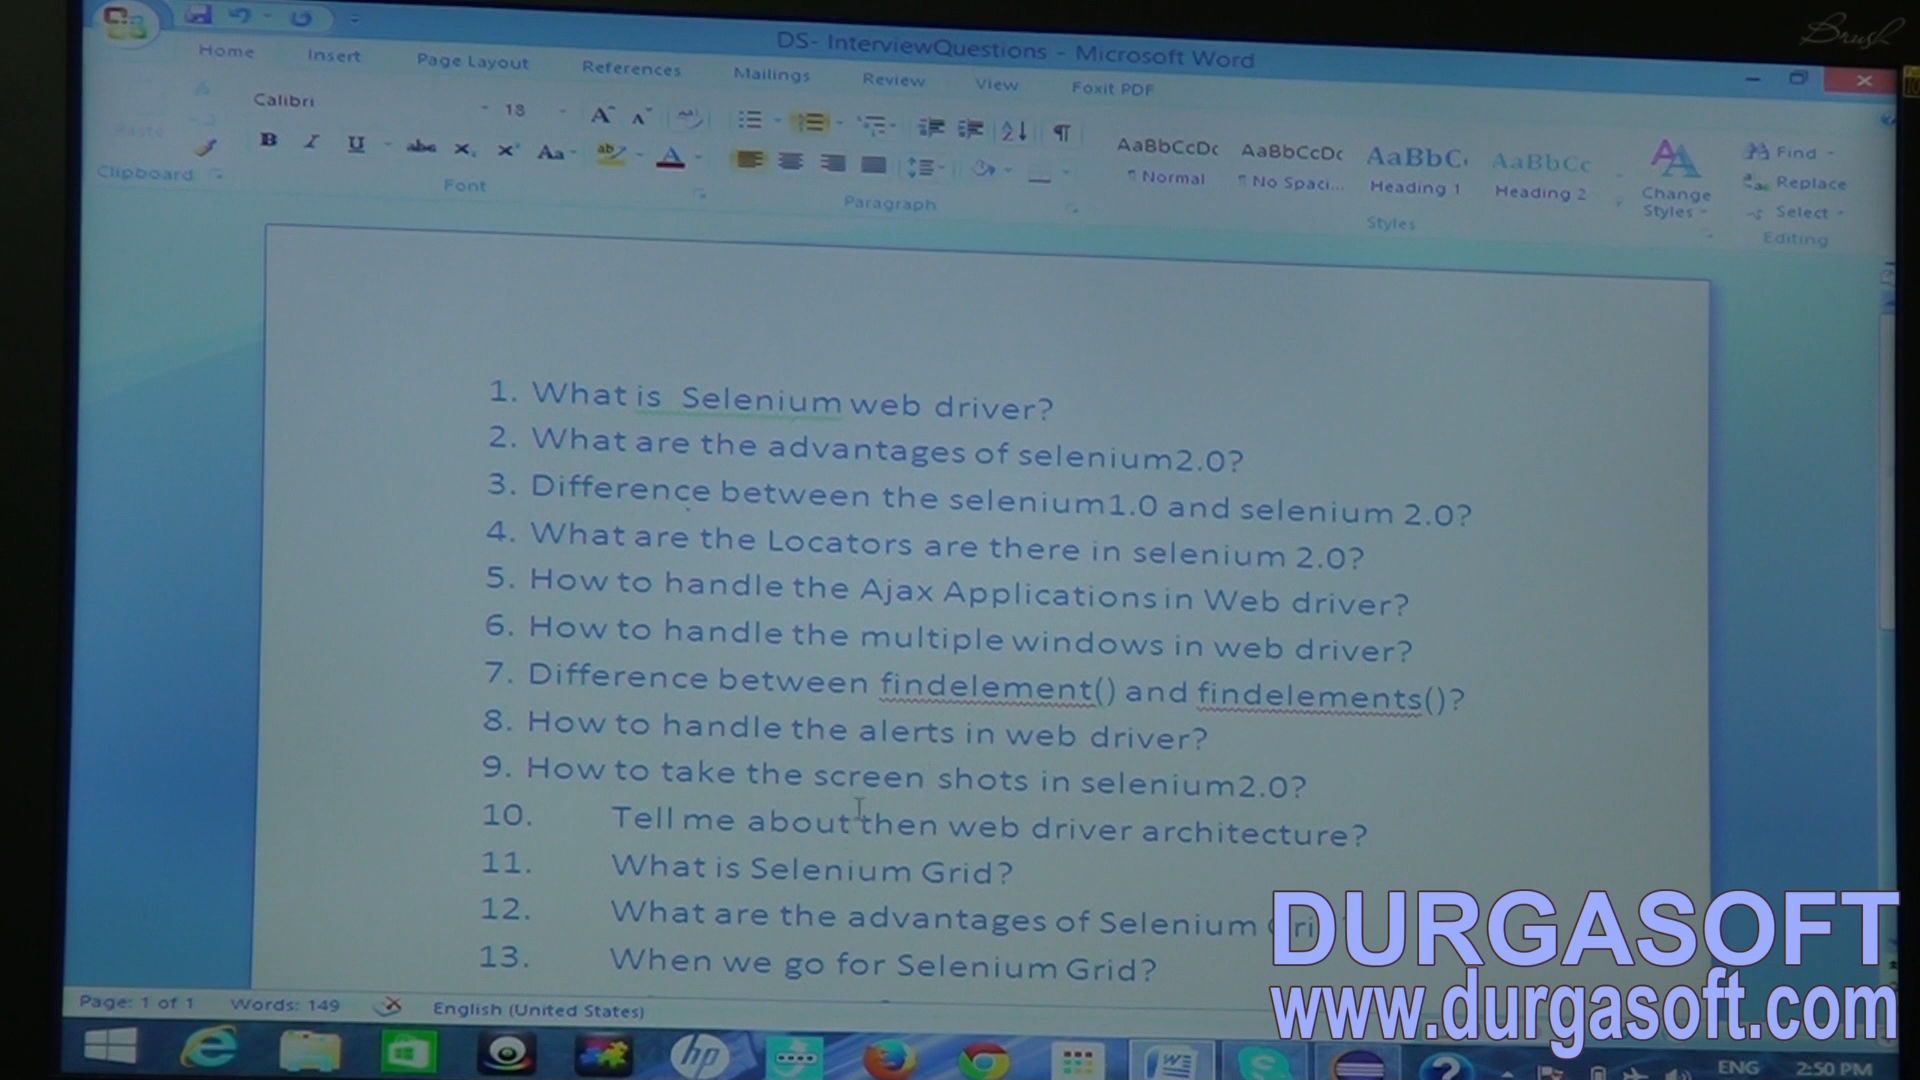 Brush
DS- InterviewQuestions - Microsoft Word
Home Insert Page Layout References Mailings Review View Foxit PDF
Calibri 18
Paste
B I U abc Aa A
AaBbCcDc AaBbCcDc AaBbC AaBbCc
¶ Normal ¶ No Spaci... Heading 1 Heading 2
Change Styles
Find
Replace
Select
Clipboard Font Paragraph Styles Editing
1. What is Selenium web driver?
2. What are the advantages of selenium2.0?
3. Difference between the selenium1.0 and selenium 2.0?
4. What are the Locators are there in selenium 2.0?
5. How to handle the Ajax Applications in Web driver?
6. How to handle the multiple windows in web driver?
7. Difference between findelement() and findelements()?
8. How to handle the alerts in web driver?
9. How to take the screen shots in selenium2.0?
10. Tell me about then web driver architecture?
11. What is Selenium Grid?
12. What are the advantages of Selenium
13. When we go for Selenium Grid?
DURGASOFT
www.durgasoft.com
Page: 1 of 1 Words: 149 English (United States)
hp
ENG 2:50 PM